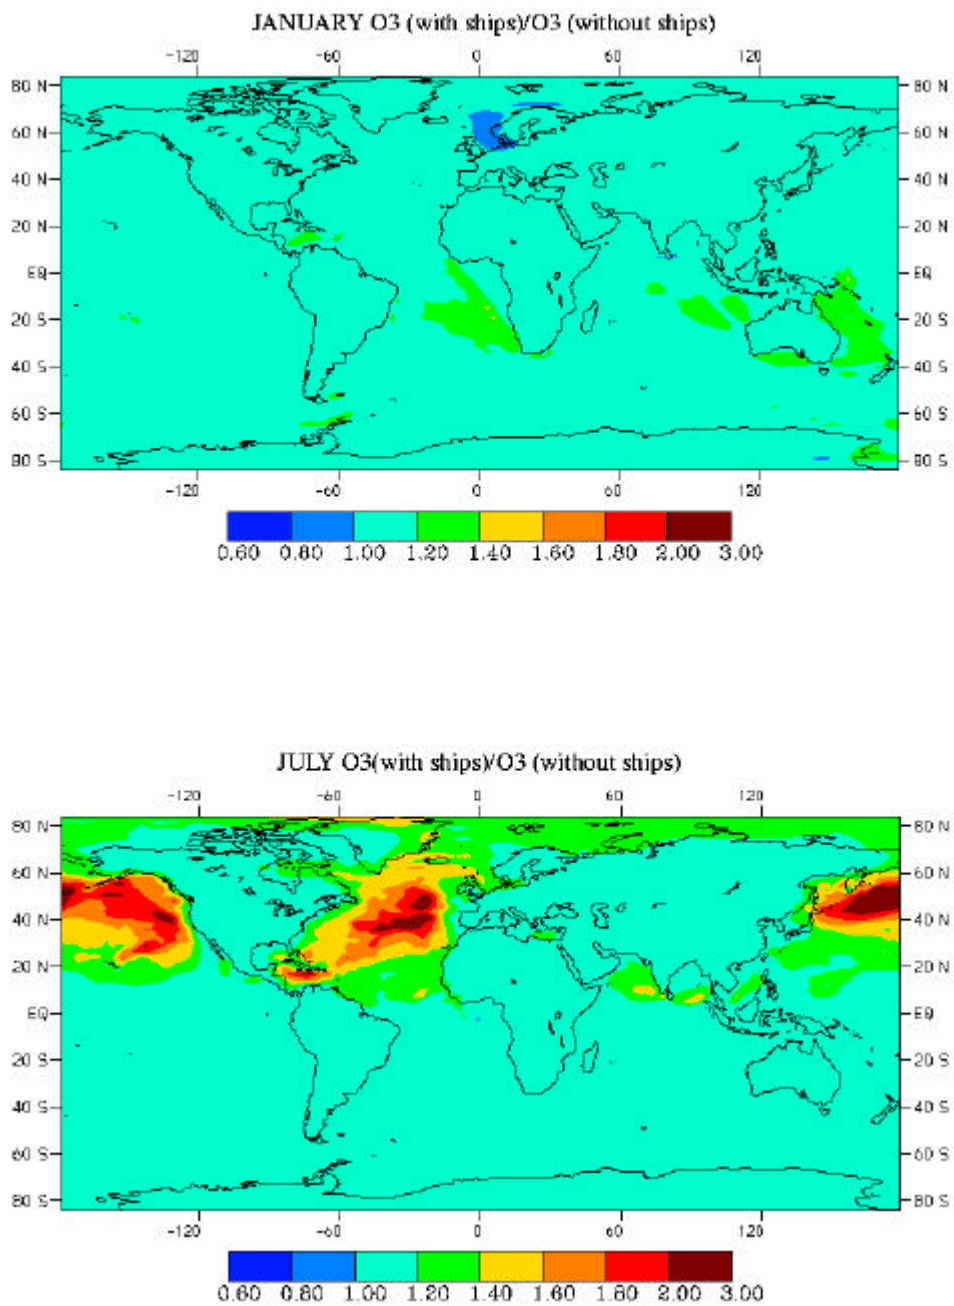 JANUARY O3 (with ships)/O3 (without ships)
-120 -60 0 60 120
80 N 80 N
60 N 60 N
40 N 40 N
20 N 20 N
EQ EQ
20 S 20 S
40 S 40 S
60 S 60 S
80 S 80 S
-120 -60 0 60 120
0.60 0.80 1.00 1.20 1.40 1.60 1.80 2.00 3.00
JULY O3(with ships)/O3 (without ships)
-120 -60 0 60 120
80 N 80 N
60 N 60 N
40 N 40 N
20 N 20 N
EQ EQ
20 S 20 S
40 S 40 S
60 S 60 S
80 S 80 S
-120 -60 0 60 120
0.60 0.80 1.00 1.20 1.40 1.60 1.80 2.00 3.00